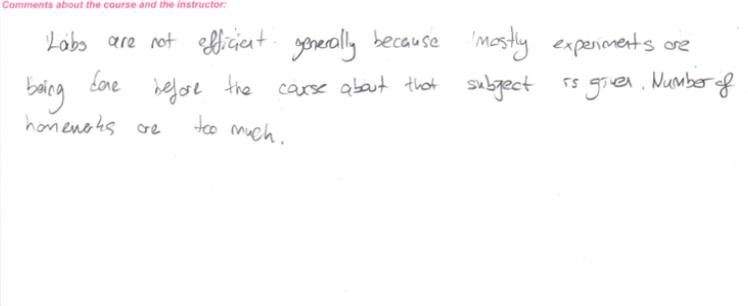 Comments about the course and the instructor:
Labs are not efficient generally because mostly experiments are
being done before the course about that subject is given. Number of
homeworks are too much.